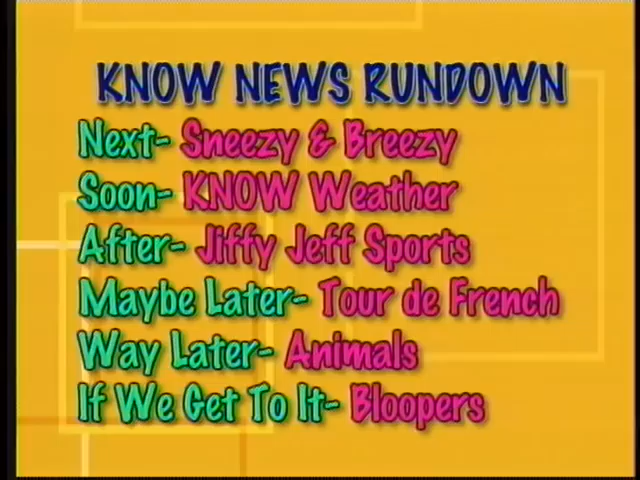 KNOW NEWS RUNDOWN
Next- Sneezy & Breezy
Soon- KNOW Weather
After- Jiffy Jeff Sports
Maybe Later- Tour de French
Way Later- Animals
If We Get To It- Bloopers